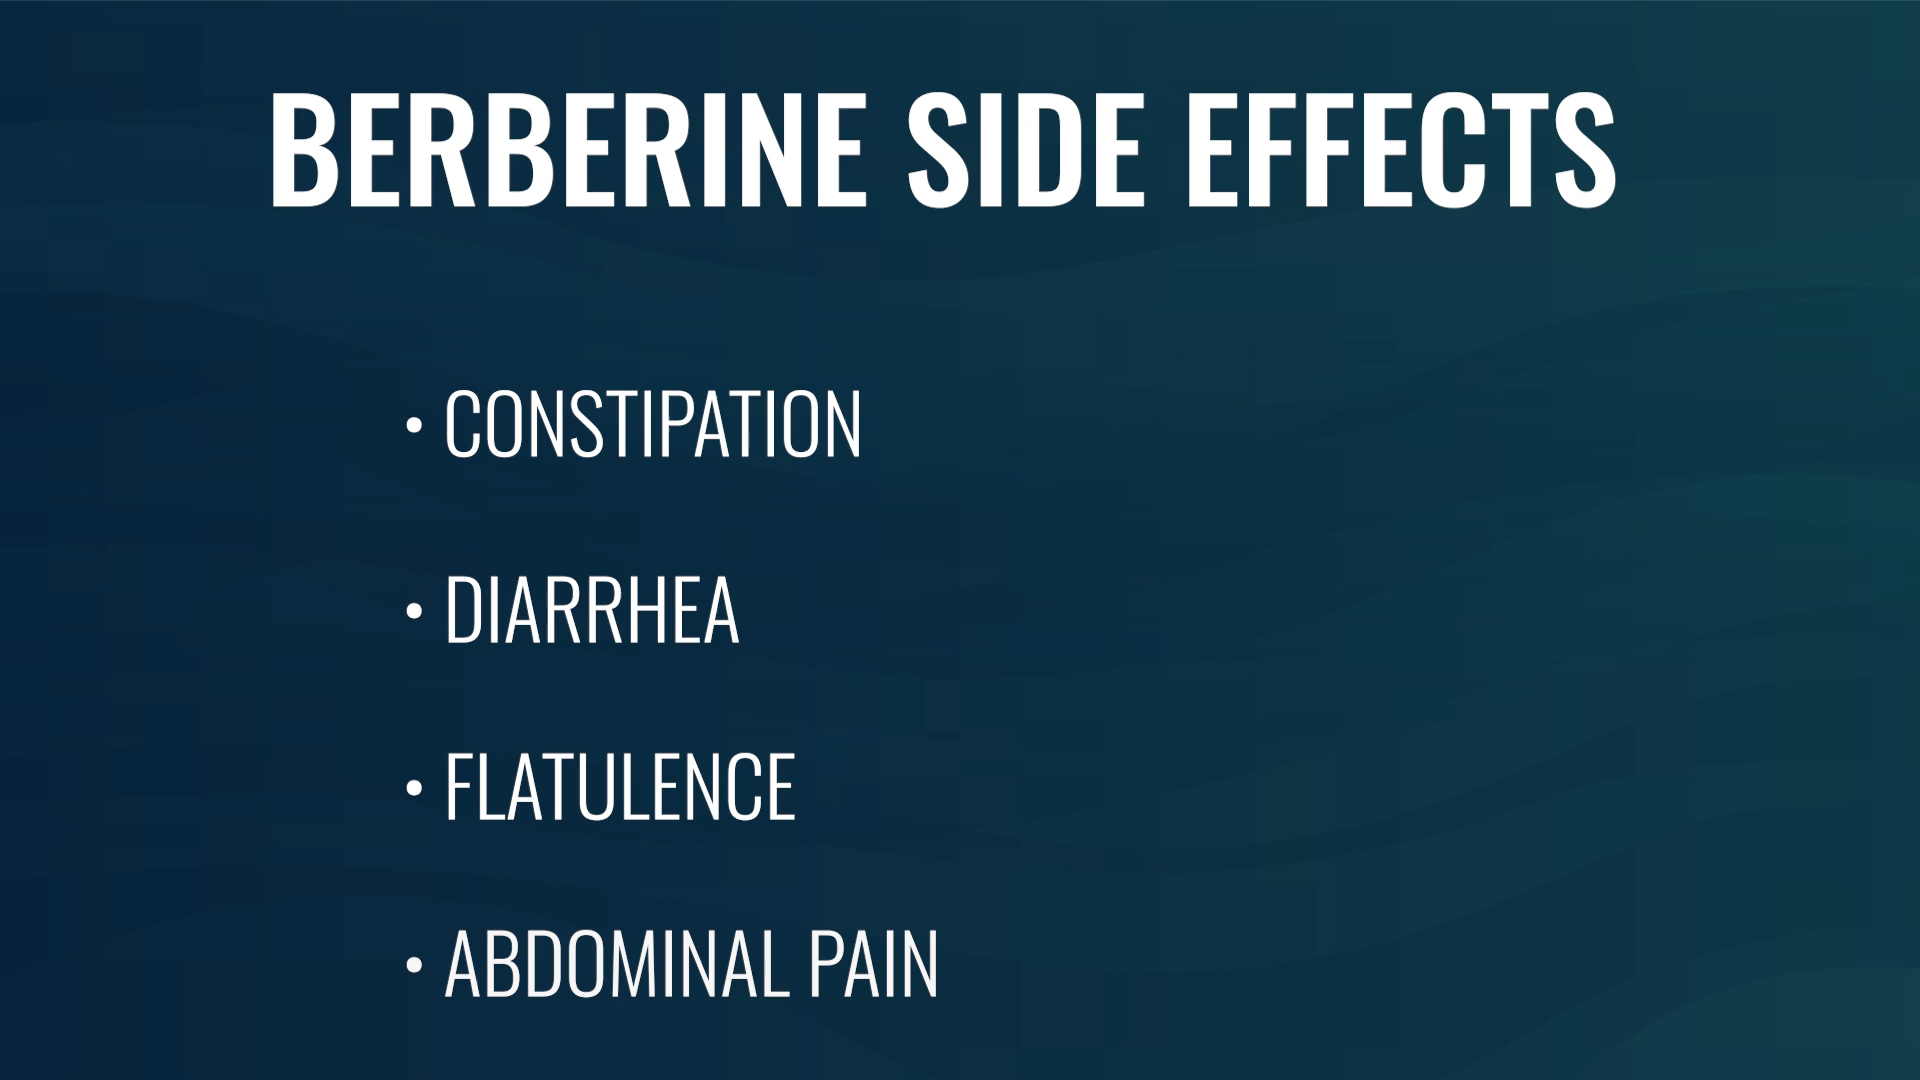 BERBERINE SIDE EFFECTS
• CONSTIPATION
• DIARRHEA
• FLATULENCE
• ABDOMINAL PAIN